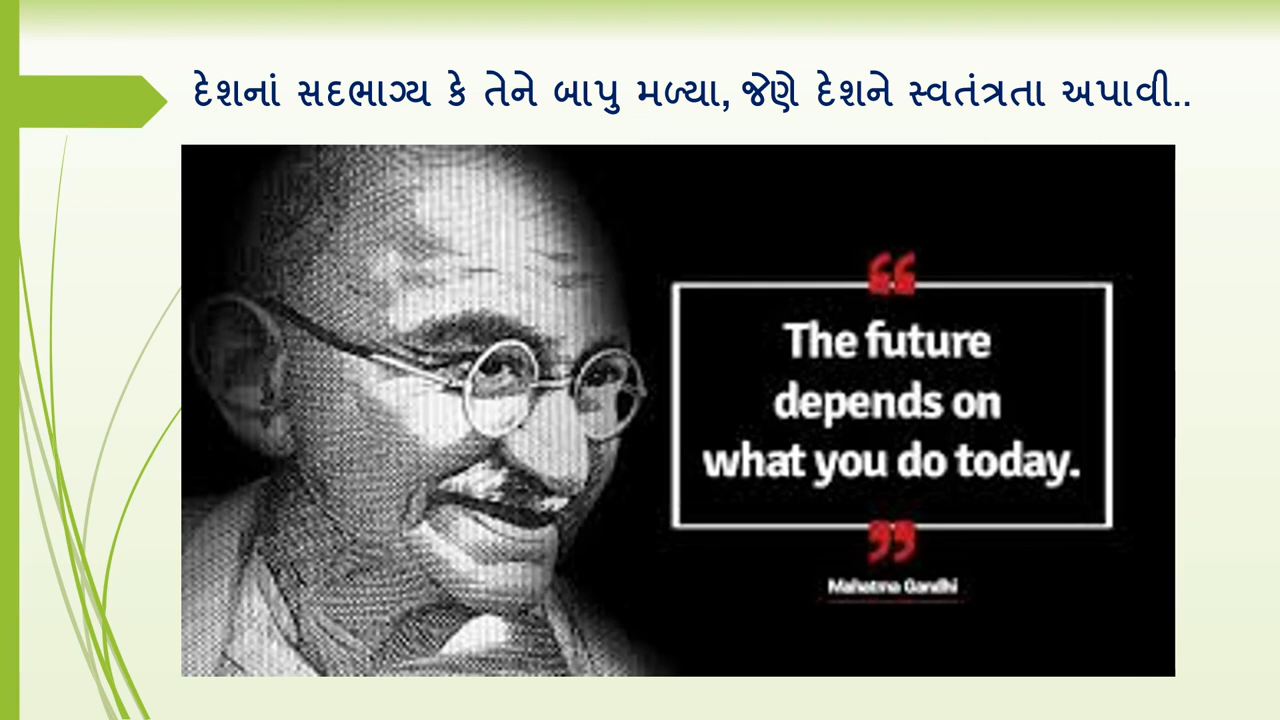 દેશનાં સદભાગ્ય કે તેને બાપુ મળ્યા, જેણે દેશને સ્વતંત્રતા અપાવી..
“
The future
depends on
what you do today.
”
Mahatma Gandhi